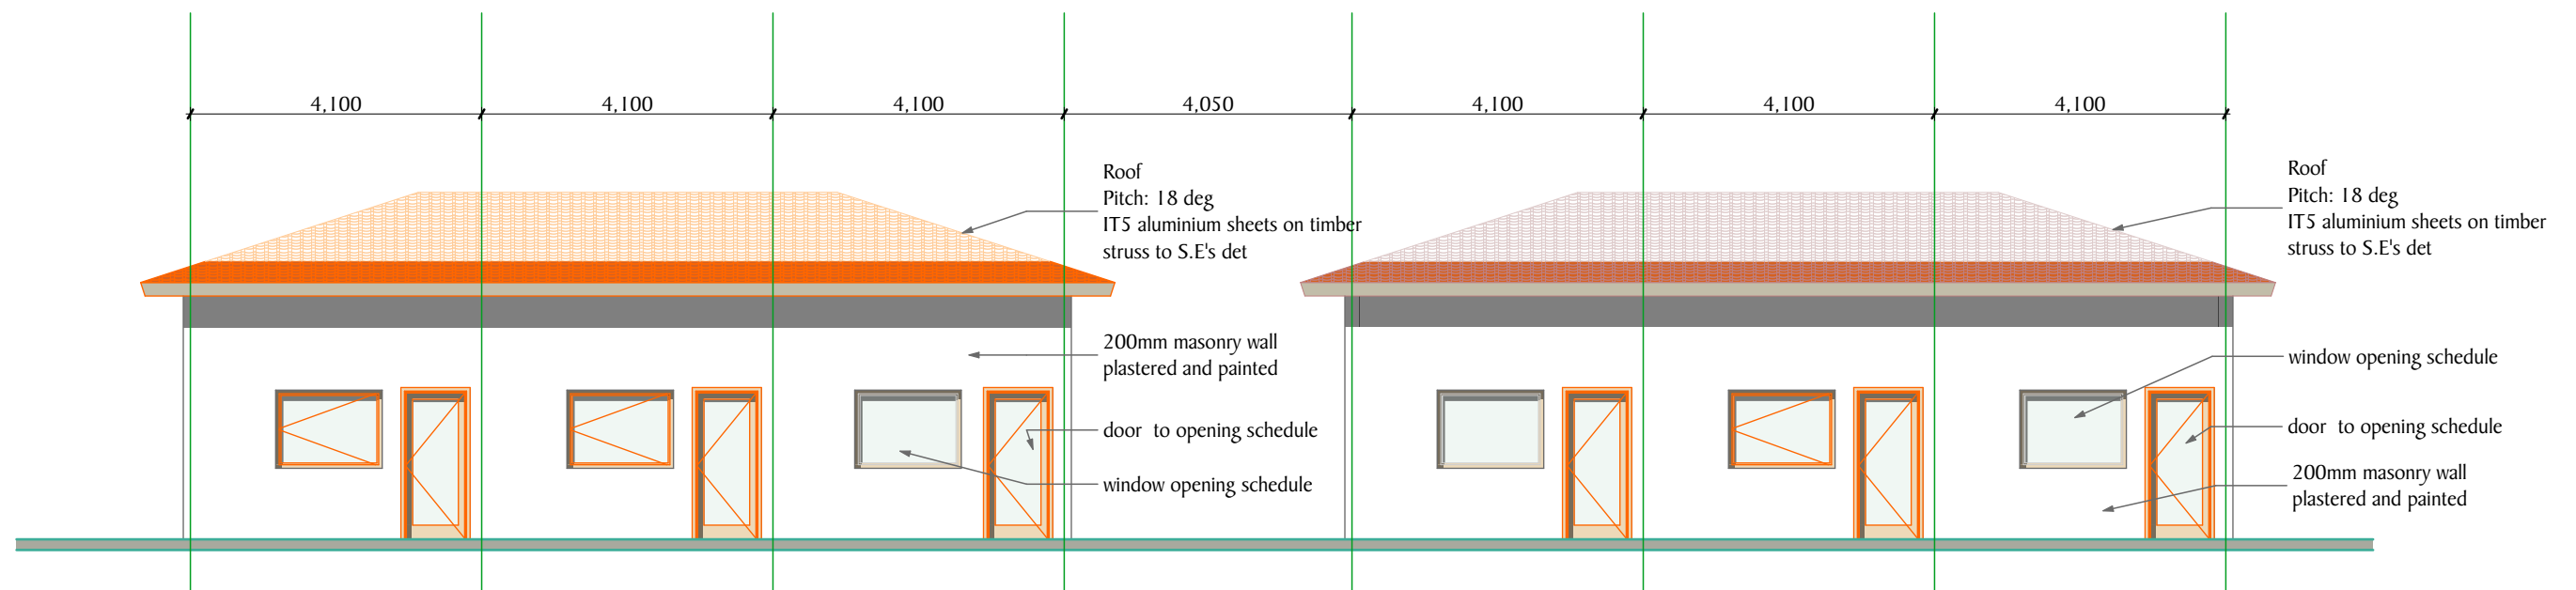 4,100 4,100 4,100 4,050 4,100 4,100 4,100
Roof
Pitch: 18 deg
IT5 aluminium sheets on timber
struss to S.E's det
200mm masonry wall
plastered and painted
door to opening schedule
window opening schedule
Roof
Pitch: 18 deg
IT5 aluminium sheets on timber
struss to S.E's det
window opening schedule
door to opening schedule
200mm masonry wall
plastered and painted